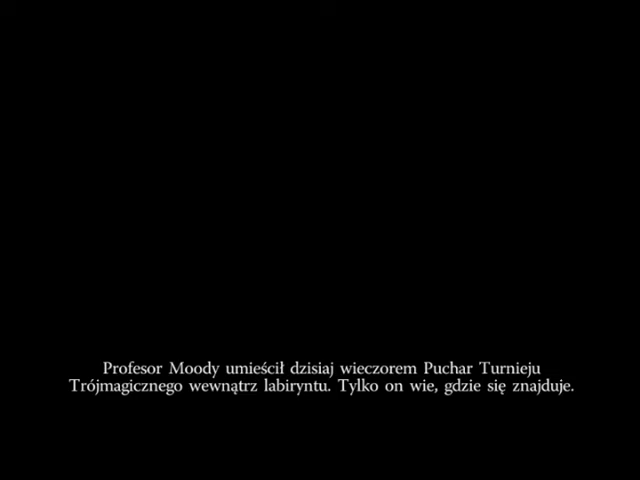 Profesor Moody umieścił dzisiaj wieczorem Puchar Turnieju
Trójmagicznego wewnątrz labiryntu. Tylko on wie, gdzie się znajduje.